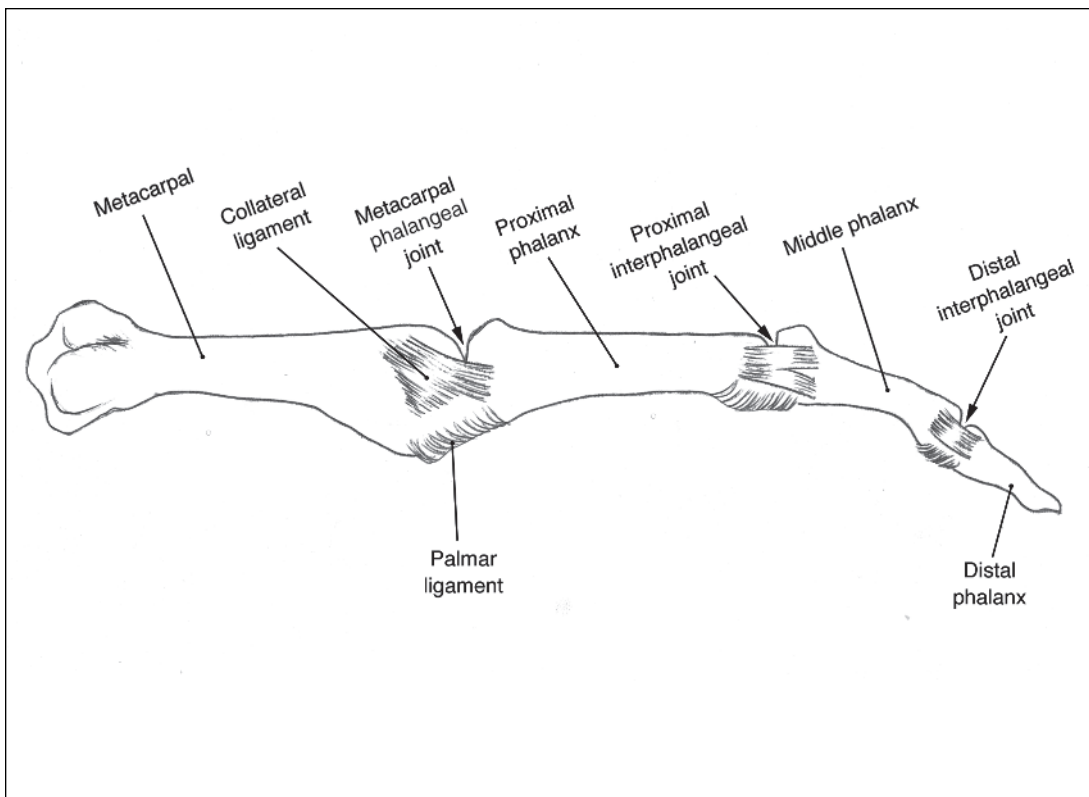 Metacarpal
Collateral
ligament
Metacarpal
phalangeal
joint
Proximal
phalanx
Proximal
interphalangeal
joint
Middle phalanx
Distal
interphalangeal
joint
Palmar
ligament
Distal
phalanx